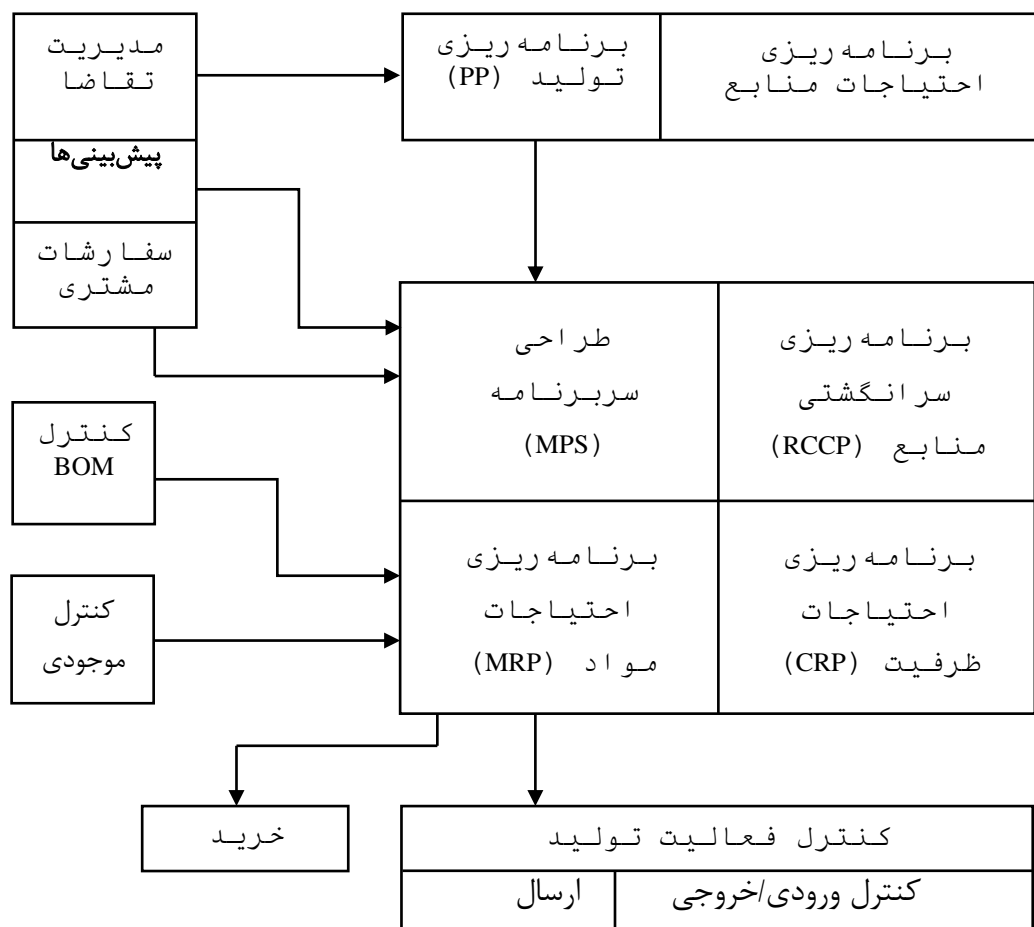 مدیریت
تقاضا
برنامه ریزی
تولید (PP)
برنامه ریزی
احتیاجات منابع
پیش‌بینی‌ها
سفارشات
مشتری
طراحی
سربرنامه
(MPS)
برنامه ریزی
سرانگشتی
منابع (RCCP)
کنترل
BOM
برنامه ریزی
احتیاجات
مواد (MRP)
برنامه ریزی
احتیاجات
ظرفیت (CRP)
کنترل
موجودی
خرید
کنترل فعالیت تولید
ارسال
کنترل ورودی/خروجی